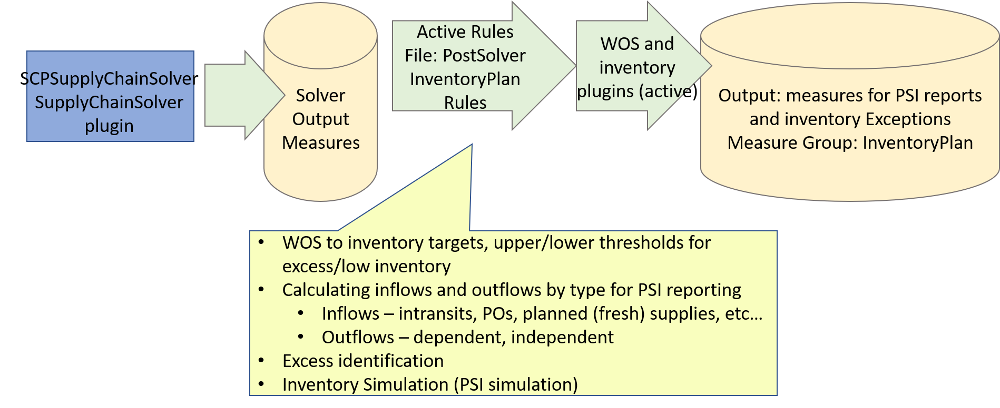 SCPSupplyChainSolver
SupplyChainSolver
plugin
Solver
Output
Measures
Active Rules
File: PostSolver
InventoryPlan
Rules
WOS and
inventory
plugins (active)
Output: measures for PSI reports
and inventory Exceptions
Measure Group: InventoryPlan
• WOS to inventory targets, upper/lower thresholds for
excess/low inventory
• Calculating inflows and outflows by type for PSI reporting
• Inflows – intransits, POs, planned (fresh) supplies, etc...
• Outflows – dependent, independent
• Excess identification
• Inventory Simulation (PSI simulation)